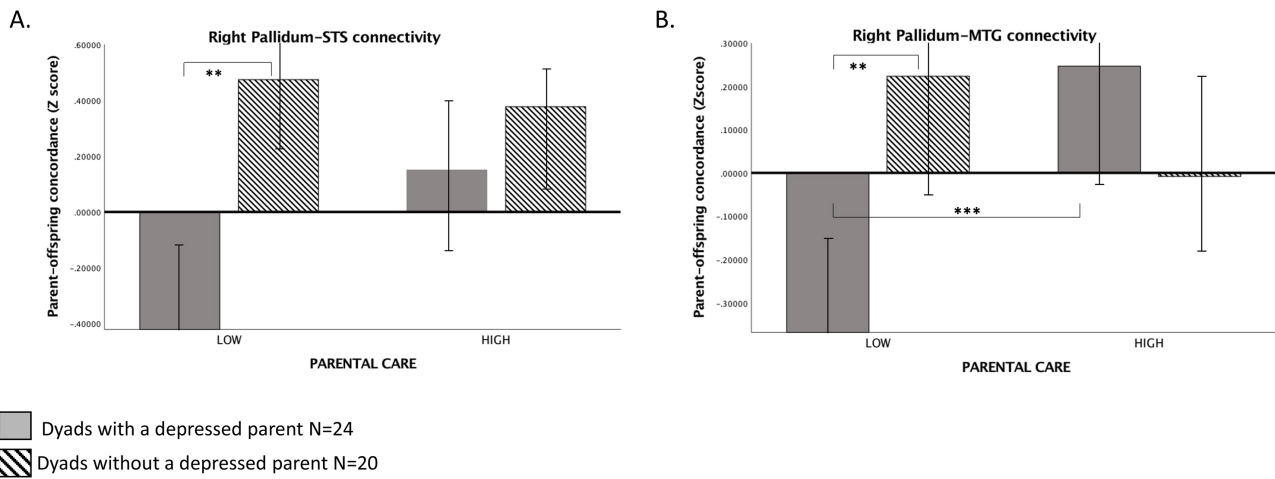 A.
Right Pallidum-STS connectivity
Parent-offspring concordance (Z score)
.60000
.40000
.20000
.00000
-.20000
-.40000
**
LOW
HIGH
PARENTAL CARE
B.
Right Pallidum-MTG connectivity
Parent-offspring concordance (Zscore)
.30000
.20000
.10000
.00000
-.10000
-.20000
-.30000
**
***
LOW
HIGH
PARENTAL CARE
Dyads with a depressed parent N=24
Dyads without a depressed parent N=20